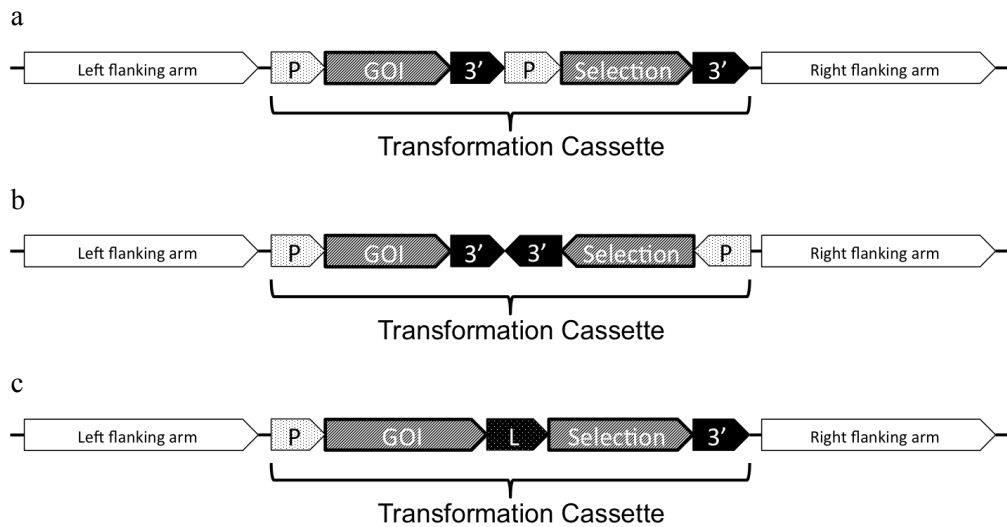 a
Left flanking arm P GOI 3’ P Selection 3’ Right flanking arm
Transformation Cassette
b
Left flanking arm P GOI 3’ 3’ Selection P Right flanking arm
Transformation Cassette
c
Left flanking arm P GOI L Selection 3’ Right flanking arm
Transformation Cassette